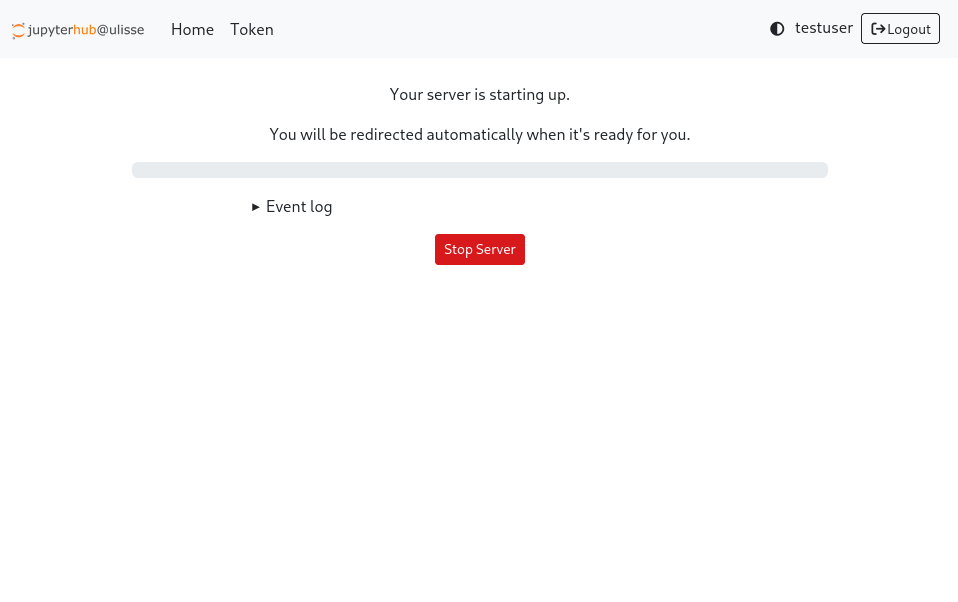 jupyterhub@ulisse Home Token testuser Logout
Your server is starting up.
You will be redirected automatically when it's ready for you.
Event log
Stop Server